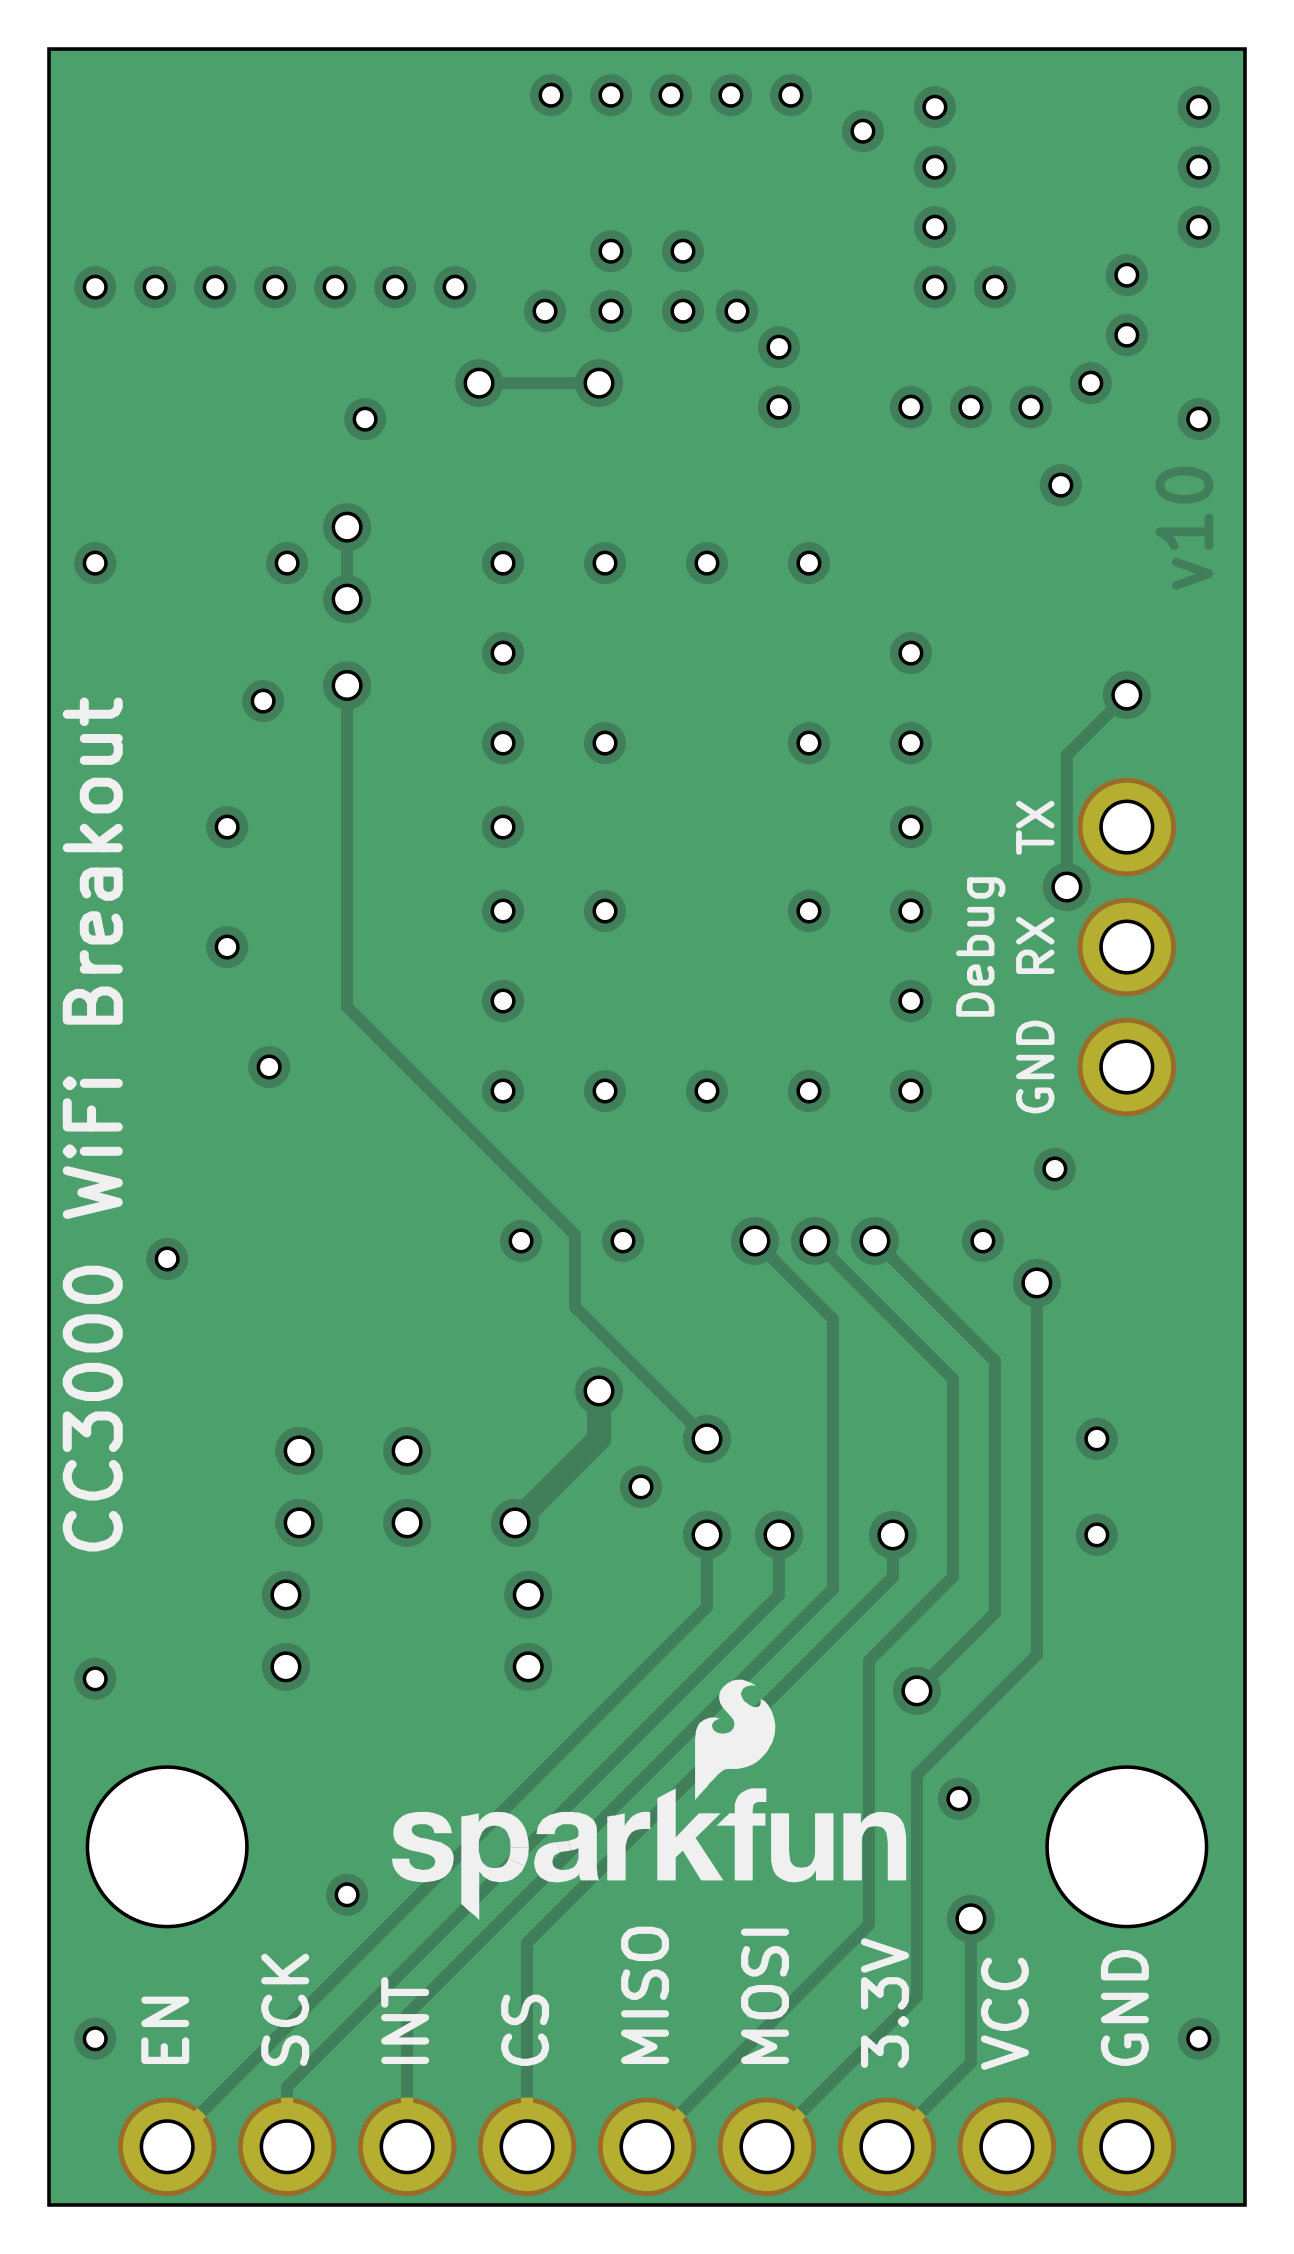 v10
CC3000 WiFi Breakout
Debug
TX
RX
GND
sparkfun
EN
SCK
INT
CS
MISO
MOSI
3.3V
VCC
GND